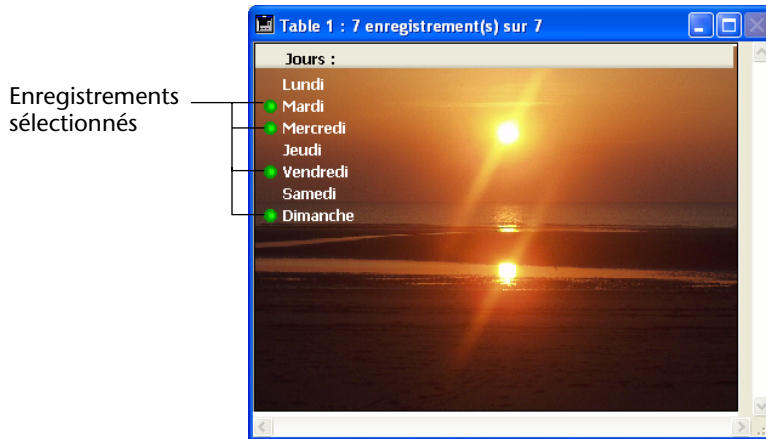 Table 1 : 7 enregistrement(s) sur 7
Jours :
Enregistrements
sélectionnés
Lundi
Mardi
Mercredi
Jeudi
Vendredi
Samedi
Dimanche